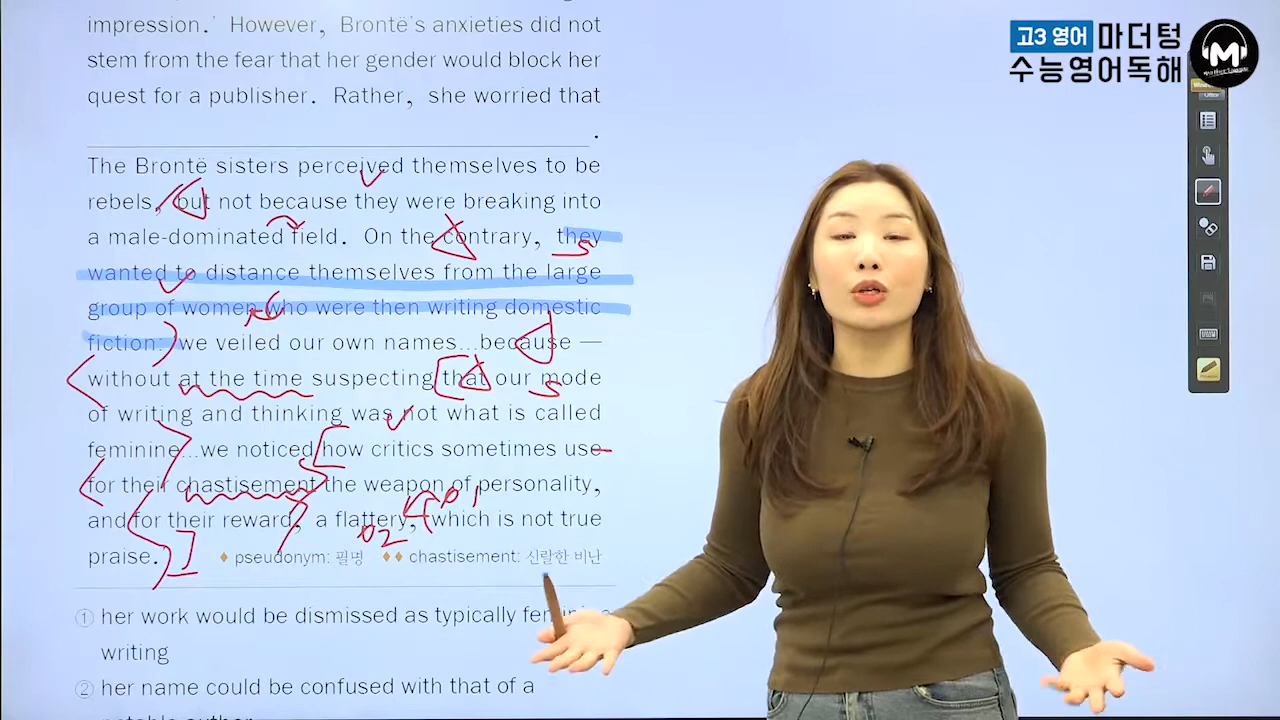 impression.' However, Brontë's anxieties did not
stem from the fear that her gender would block her
quest for a publisher. Rather, she worried that
.
The Brontë sisters perceived themselves to be
rebels, but not because they were breaking into
a male-dominated field. On the contrary, they
wanted to distance themselves from the large
group of women who were then writing domestic
fiction. we veiled our own names...because —
without at the time suspecting that our mode
of writing and thinking was not what is called
feminine...we noticed how critics sometimes use
for their chastisement the weapon of personality,
and for their reward, a flattery, which is not true
praise.
♦ pseudonym: 필명 ♦♦ chastisement: 신랄한 비난
① her work would be dismissed as typically feminine
writing
② her name could be confused with that of a
notable author
고3 영어 마더텅
수능영어독해
M